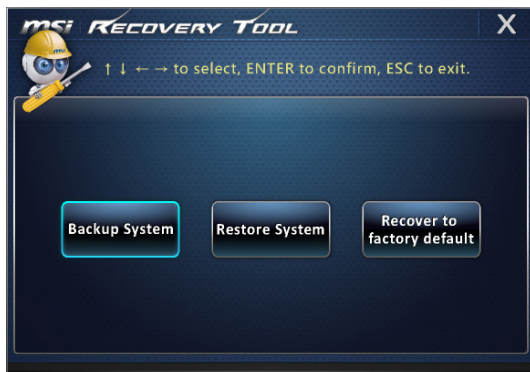 msi RECOVERY TOOL X
↑ ↓ ← → to select, ENTER to confirm, ESC to exit.
Backup System
Restore System
Recover to
factory default